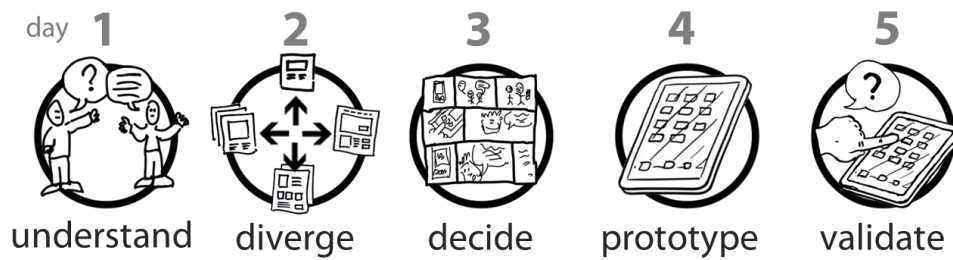 day 1 2 3 4 5
? ?
understand diverge decide prototype validate